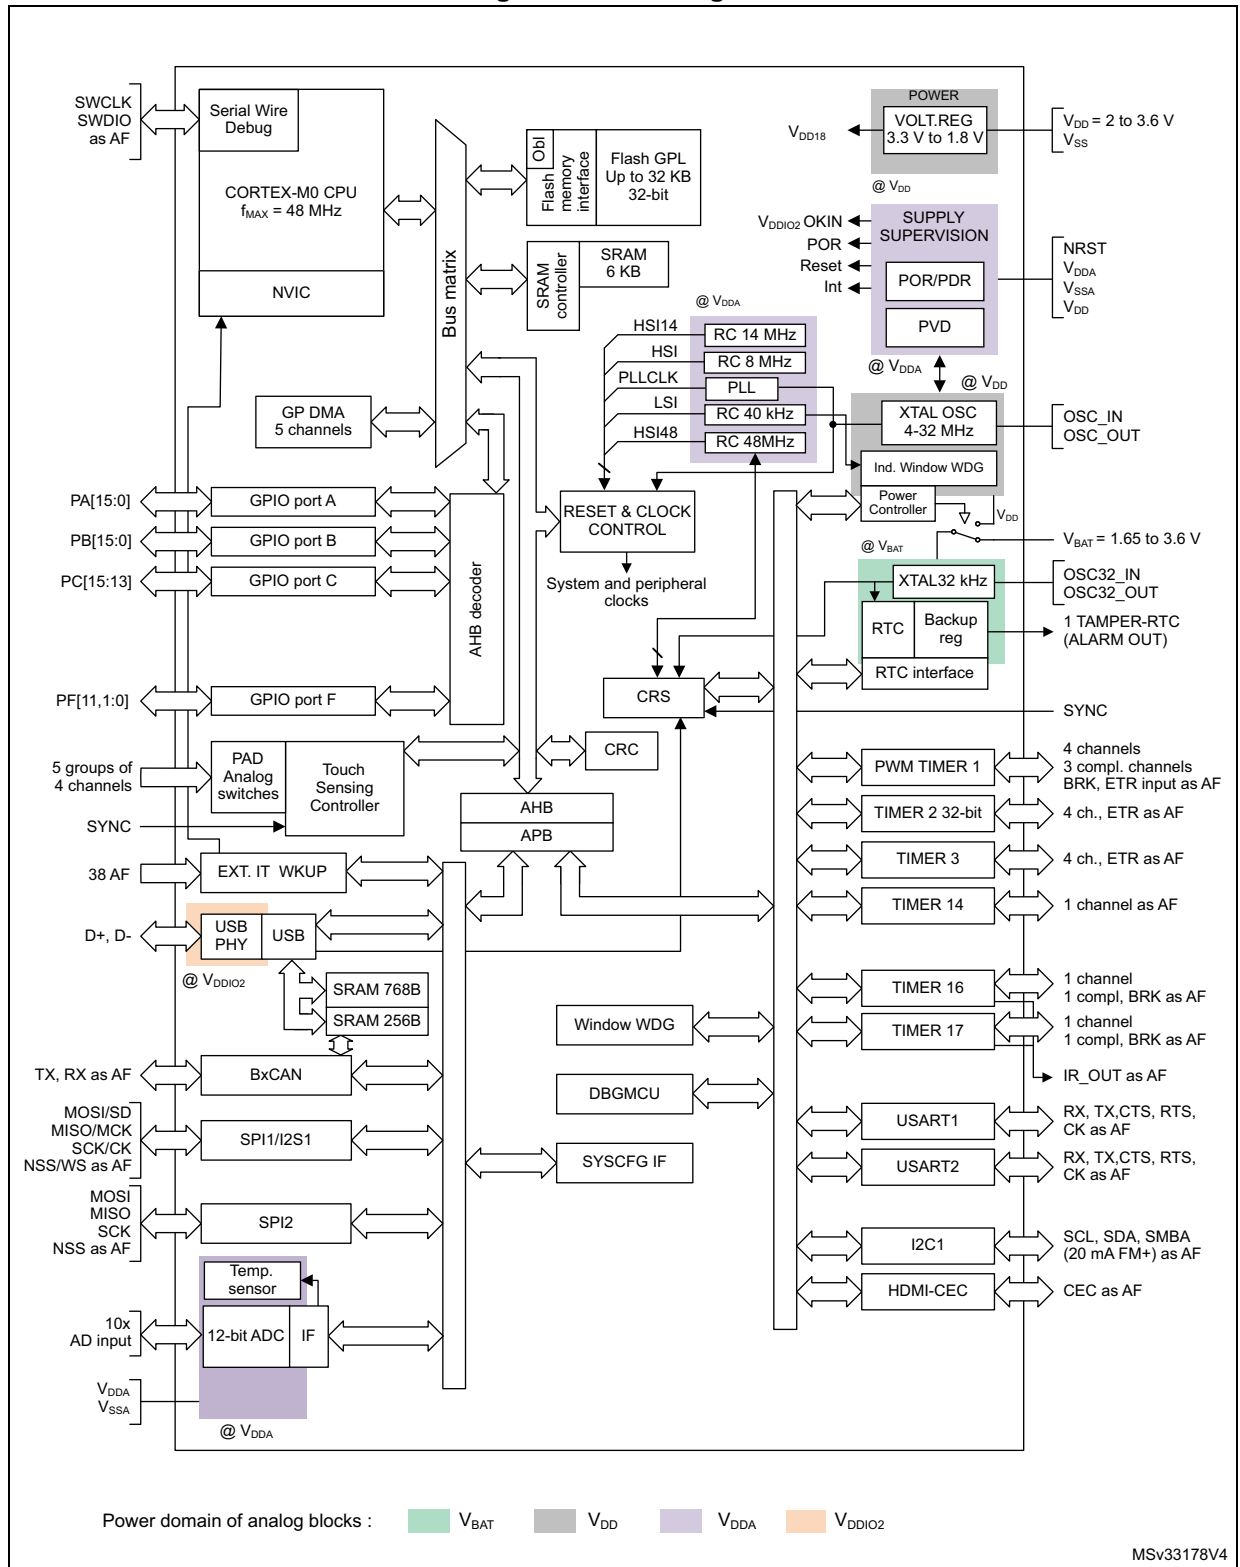 SWCLK
SWDIO
as AF
Serial Wire
Debug
CORTEX-M0 CPU
fMAX = 48 MHz
NVIC
Bus matrix
Obl
Flash
memory
interface
Flash GPL
Up to 32 KB
32-bit
SRAM
controller
SRAM
6 KB
POWER
VOLT.REG
3.3 V to 1.8 V
VDD18
VDD = 2 to 3.6 V
VSS
@ VDD
SUPPLY
SUPERVISION
VDDIO2 OKIN
POR
Reset
Int
POR/PDR
PVD
NRST
VDDA
VSSA
VDD
@ VDDA
HSI14
HSI
PLLCLK
LSI
HSI48
RC 14 MHz
RC 8 MHz
PLL
RC 40 kHz
RC 48MHz
@ VDDA
@ VDD
XTAL OSC
4-32 MHz
OSC_IN
OSC_OUT
Ind. Window WDG
Power
Controller
VDD
VBAT = 1.65 to 3.6 V
@ VBAT
XTAL32 kHz
OSC32_IN
OSC32_OUT
RTC
Backup
reg
1 TAMPER-RTC
(ALARM OUT)
RTC interface
GP DMA
5 channels
RESET & CLOCK
CONTROL
System and peripheral
clocks
PA[15:0]
GPIO port A
PB[15:0]
GPIO port B
PC[15:13]
GPIO port C
PF[11,1:0]
GPIO port F
AHB decoder
CRS
SYNC
CRC
5 groups of
4 channels
PAD
Analog
switches
Touch
Sensing
Controller
SYNC
AHB
APB
38 AF
EXT. IT WKUP
D+, D-
USB
PHY
USB
@ VDDIO2
SRAM 768B
SRAM 256B
TX, RX as AF
BxCAN
MOSI/SD
MISO/MCK
SCK/CK
NSS/WS as AF
SPI1/I2S1
MOSI
MISO
SCK
NSS as AF
SPI2
Temp.
sensor
10x
AD input
12-bit ADC
IF
VDDA
VSSA
@ VDDA
Window WDG
DBGMCU
SYSCFG IF
PWM TIMER 1
4 channels
3 compl. channels
BRK, ETR input as AF
TIMER 2 32-bit
4 ch., ETR as AF
TIMER 3
4 ch., ETR as AF
TIMER 14
1 channel as AF
TIMER 16
1 channel
1 compl, BRK as AF
TIMER 17
1 channel
1 compl, BRK as AF
IR_OUT as AF
USART1
RX, TX,CTS, RTS,
CK as AF
USART2
RX, TX,CTS, RTS,
CK as AF
I2C1
SCL, SDA, SMBA
(20 mA FM+) as AF
HDMI-CEC
CEC as AF
Power domain of analog blocks :
VBAT
VDD
VDDA
VDDIO2
MSv33178V4